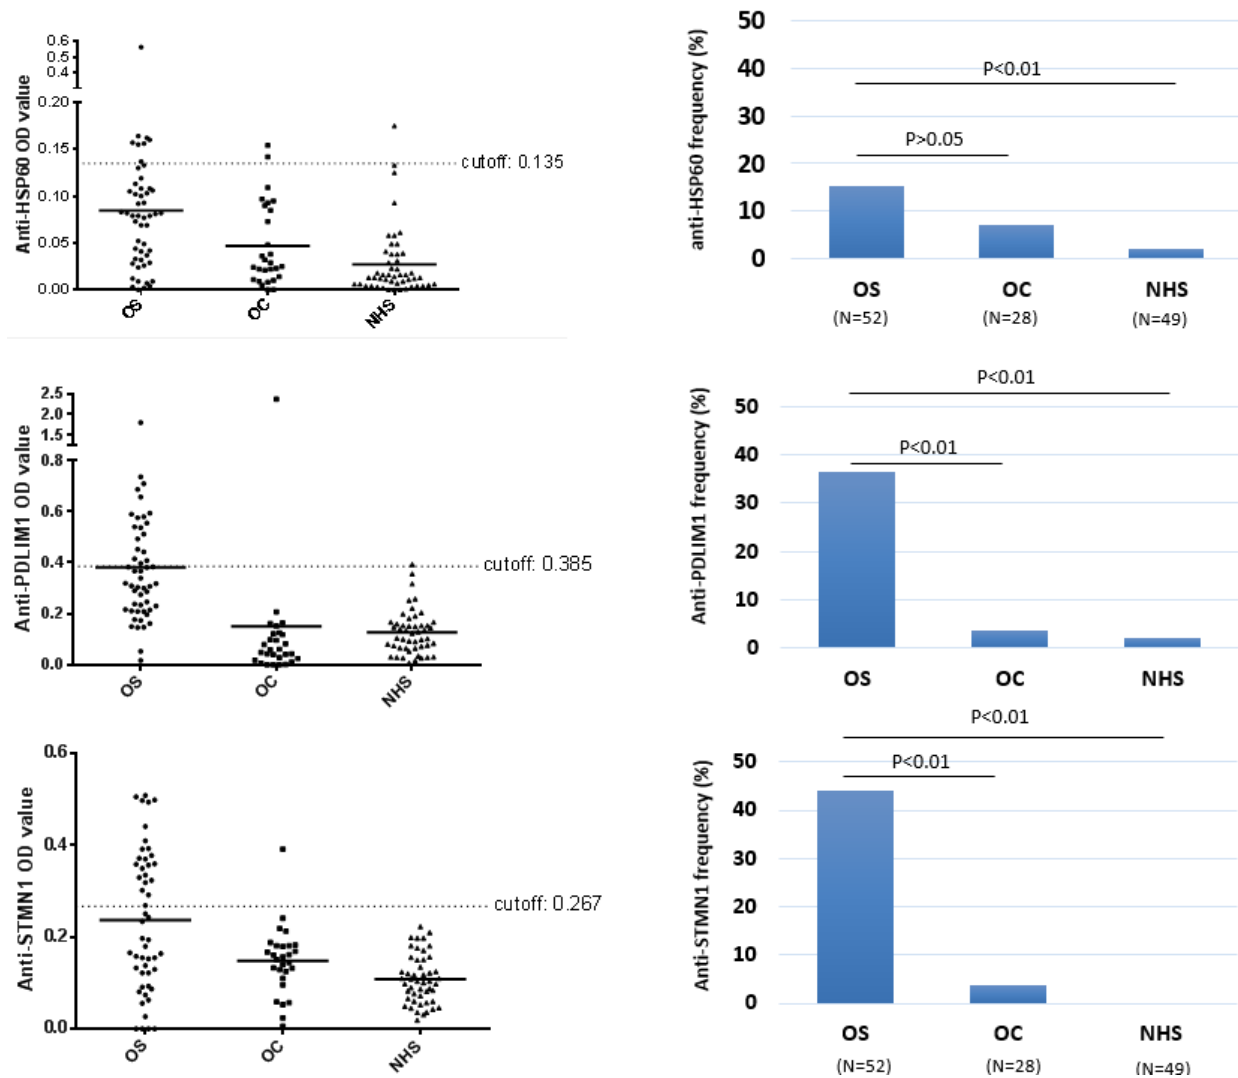 Anti-HSP60 OD value
0.6
0.5
0.4
0.20
0.15
0.10
0.05
0.00
cutoff: 0.135
OS
OC
NHS
anti-HSP60 frequency (%)
50
40
30
20
10
0
P<0.01
P>0.05
OS OC NHS
(N=52) (N=28) (N=49)
Anti-PDLIM1 OD value
2.5
2.0
1.5
0.8
0.6
0.4
0.2
0.0
cutoff: 0.385
OS
OC
NHS
Anti-PDLIM1 frequency (%)
50
40
30
20
10
0
P<0.01
P<0.01
OS OC NHS
Anti-STMN1 OD value
0.6
0.4
0.2
0.0
cutoff: 0.267
OS
OC
NHS
Anti-STMN1 frequency (%)
50
40
30
20
10
0
P<0.01
P<0.01
OS OC NHS
(N=52) (N=28) (N=49)